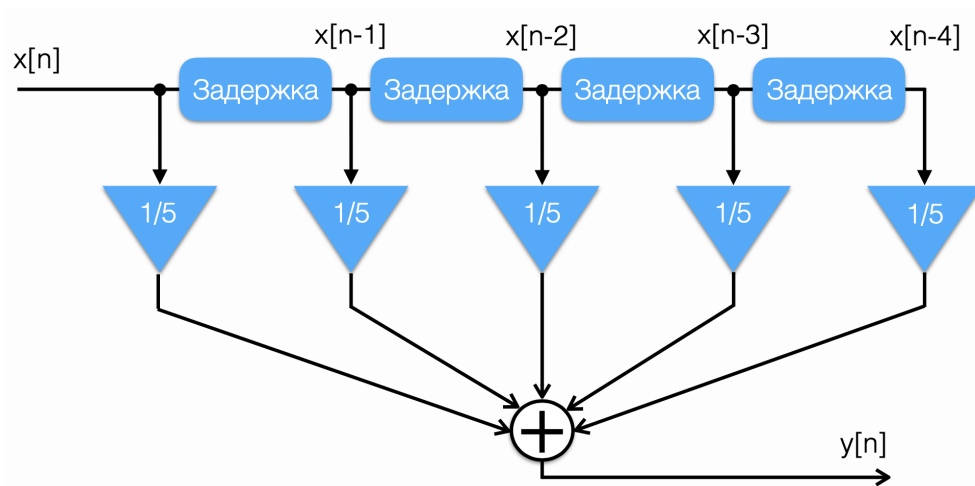 x[n]
x[n-1]
x[n-2]
x[n-3]
x[n-4]
Задержка
Задержка
Задержка
Задержка
1/5
1/5
1/5
1/5
1/5
+
y[n]